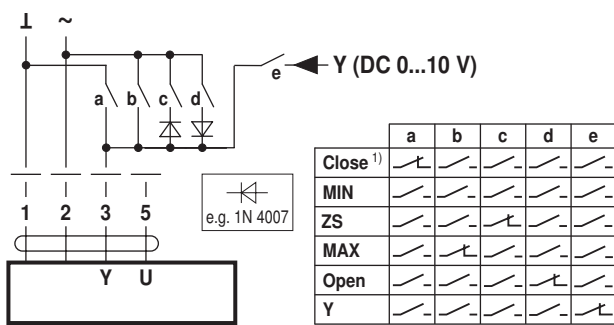 ⊥ ~
a b c d e Y (DC 0...10 V)
1 2 3 5
Y U
e.g. 1N 4007
a b c d e
Close 1)
MIN
ZS
MAX
Open
Y